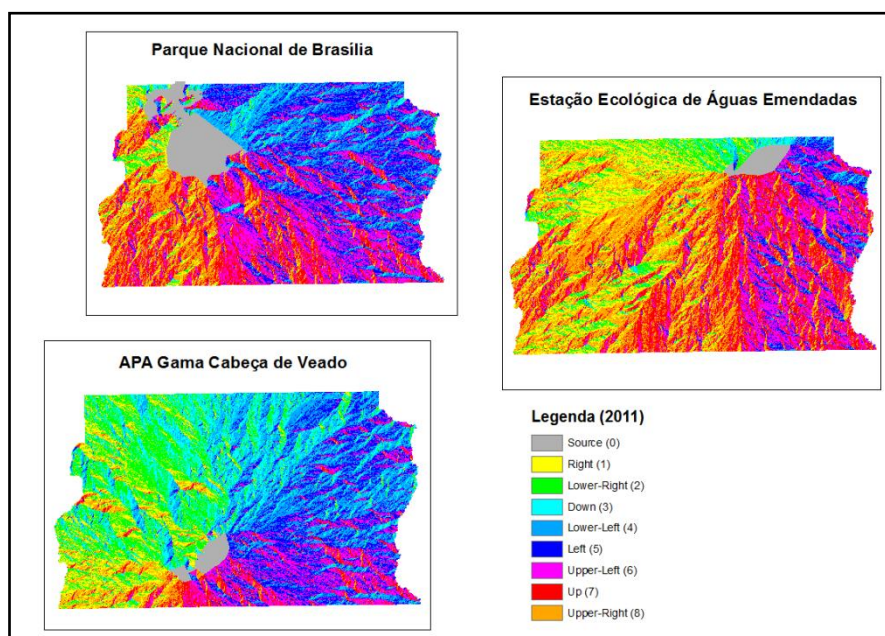 Parque Nacional de Brasília
Estação Ecológica de Águas Emendadas
APA Gama Cabeça de Veado
Legenda (2011)
Source (0)
Right (1)
Lower-Right (2)
Down (3)
Lower-Left (4)
Left (5)
Upper-Left (6)
Up (7)
Upper-Right (8)